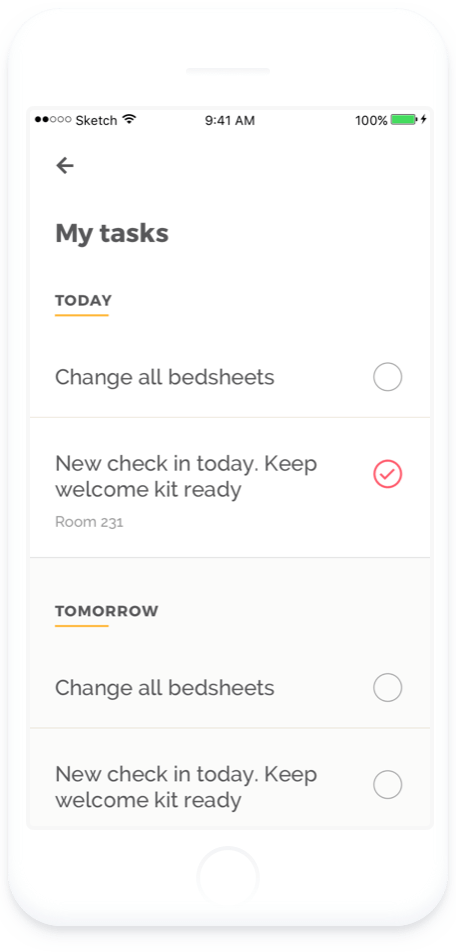 Sketch 9:41 AM 100%
My tasks
TODAY
Change all bedsheets
New check in today. Keep
welcome kit ready
Room 231
TOMORROW
Change all bedsheets
New check in today. Keep
welcome kit ready